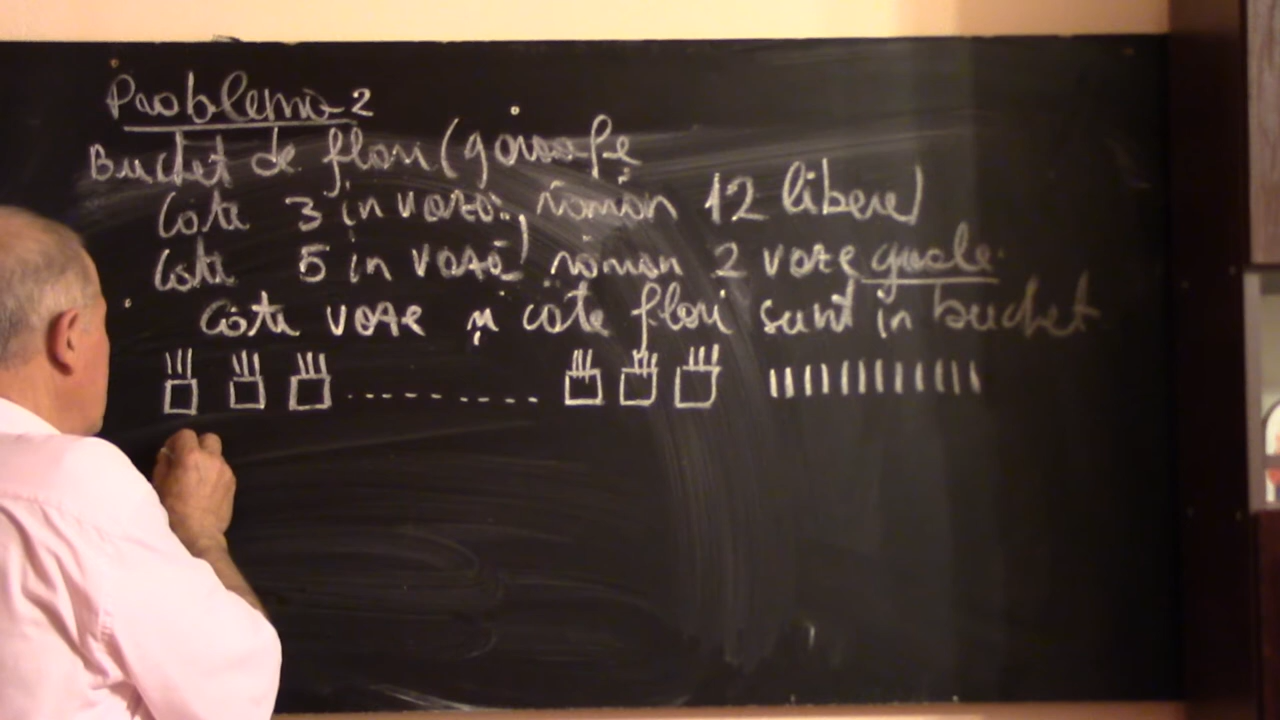 Problema 2
Buchet de flori (garoafe
Câte 3 în vază, rămân 12 libere)
Câte 5 în vază, rămân 2 vaze goale.
Câte vaze și câte flori sunt în buchet